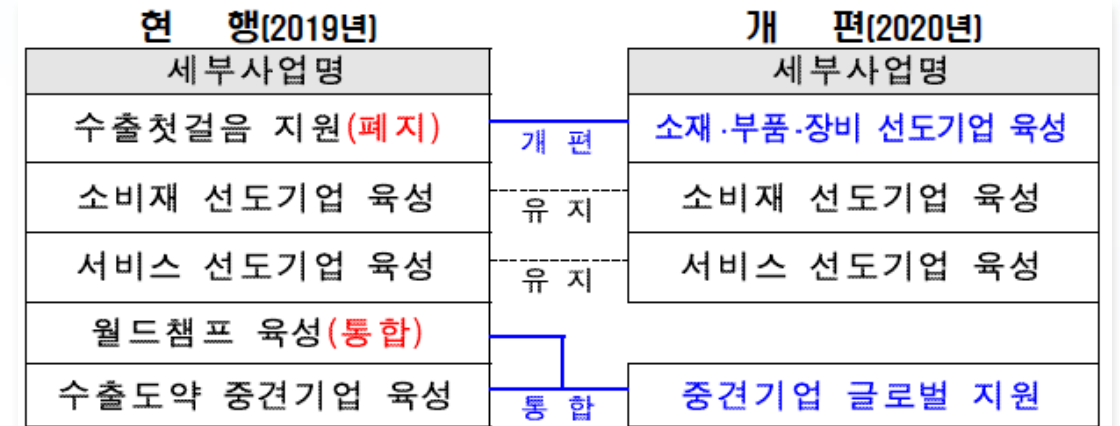 현 행(2019년) 개 편(2020년)
세부사업명 세부사업명
수출첫걸음 지원(폐지) 개 편 소재·부품·장비 선도기업 육성
소비재 선도기업 육성 유 지 소비재 선도기업 육성
서비스 선도기업 육성 유 지 서비스 선도기업 육성
월드챔프 육성(통합)
수출도약 중견기업 육성 통 합 중견기업 글로벌 지원